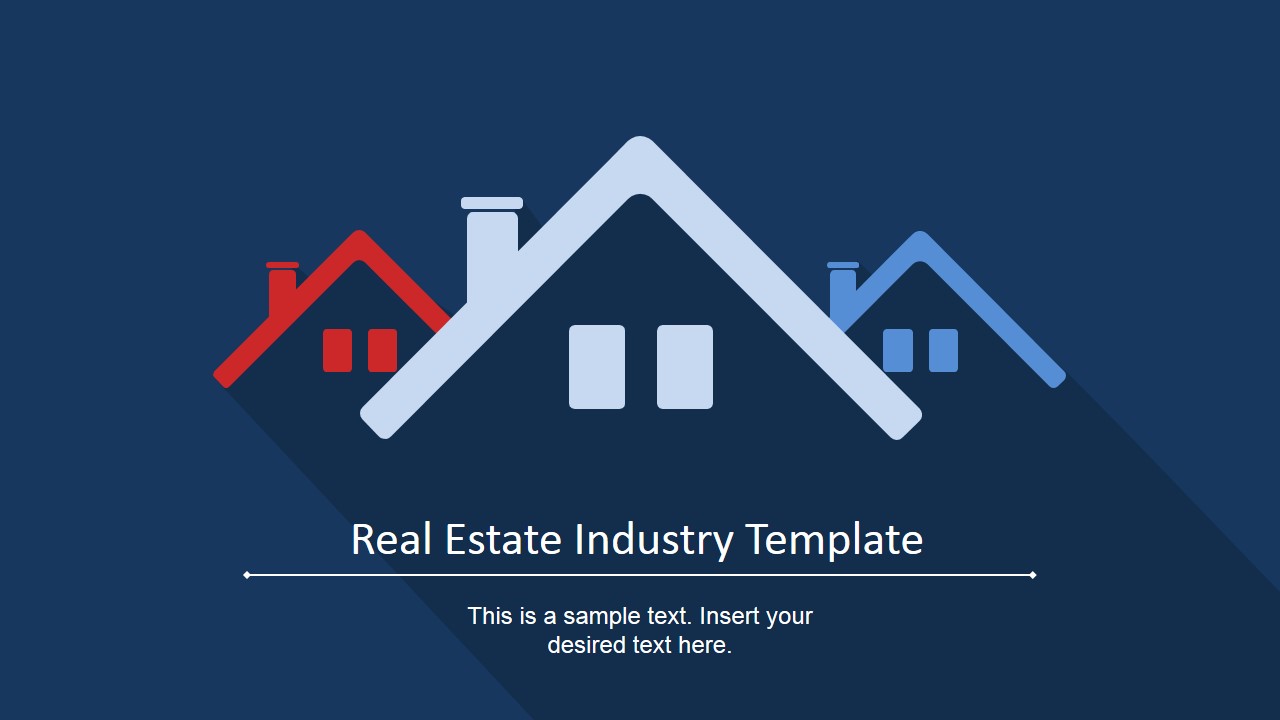 Real Estate Industry Template
This is a sample text. Insert your
desired text here.